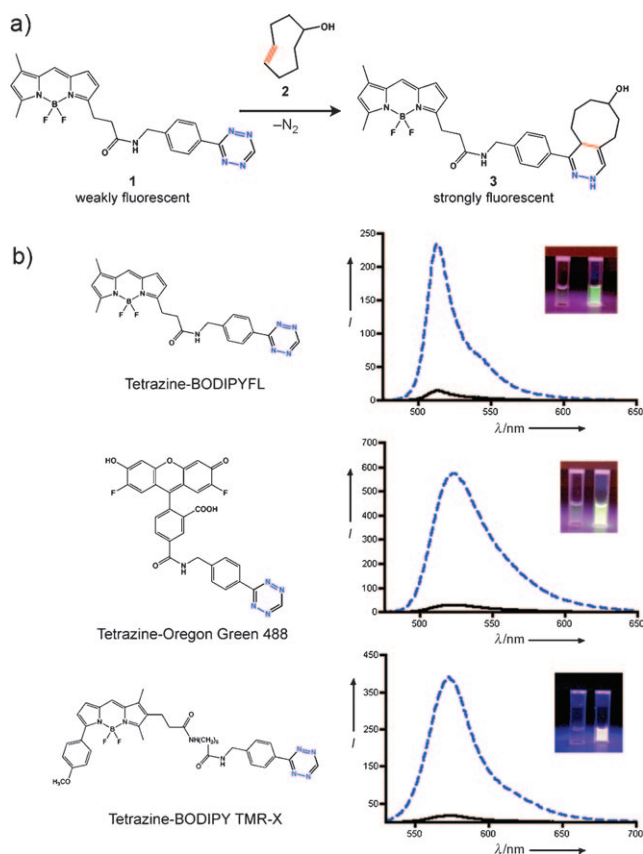 a)
OH
2
–N₂
N N
B
F F
O
N
H
N N
N N
1
weakly fluorescent
OH
N N
B
F F
O
N
H
N
N
H
3
strongly fluorescent
b)
N N
B
F F
O
N
H
N N
N N
Tetrazine-BODIPYFL
250
200
150
100
50
0
I
500 550 600 650
λ/nm
HO O O
F F
COOH
O
N
H
N N
N N
Tetrazine-Oregon Green 488
700
600
500
400
300
200
100
0
I
500 550 600 650
λ/nm
N N
B
F F
O
NH(CH₂)₅
O
N
H
N N
N N
H₃CO
Tetrazine-BODIPY TMR-X
450
350
250
150
50
I
550 600 650 700
λ/nm